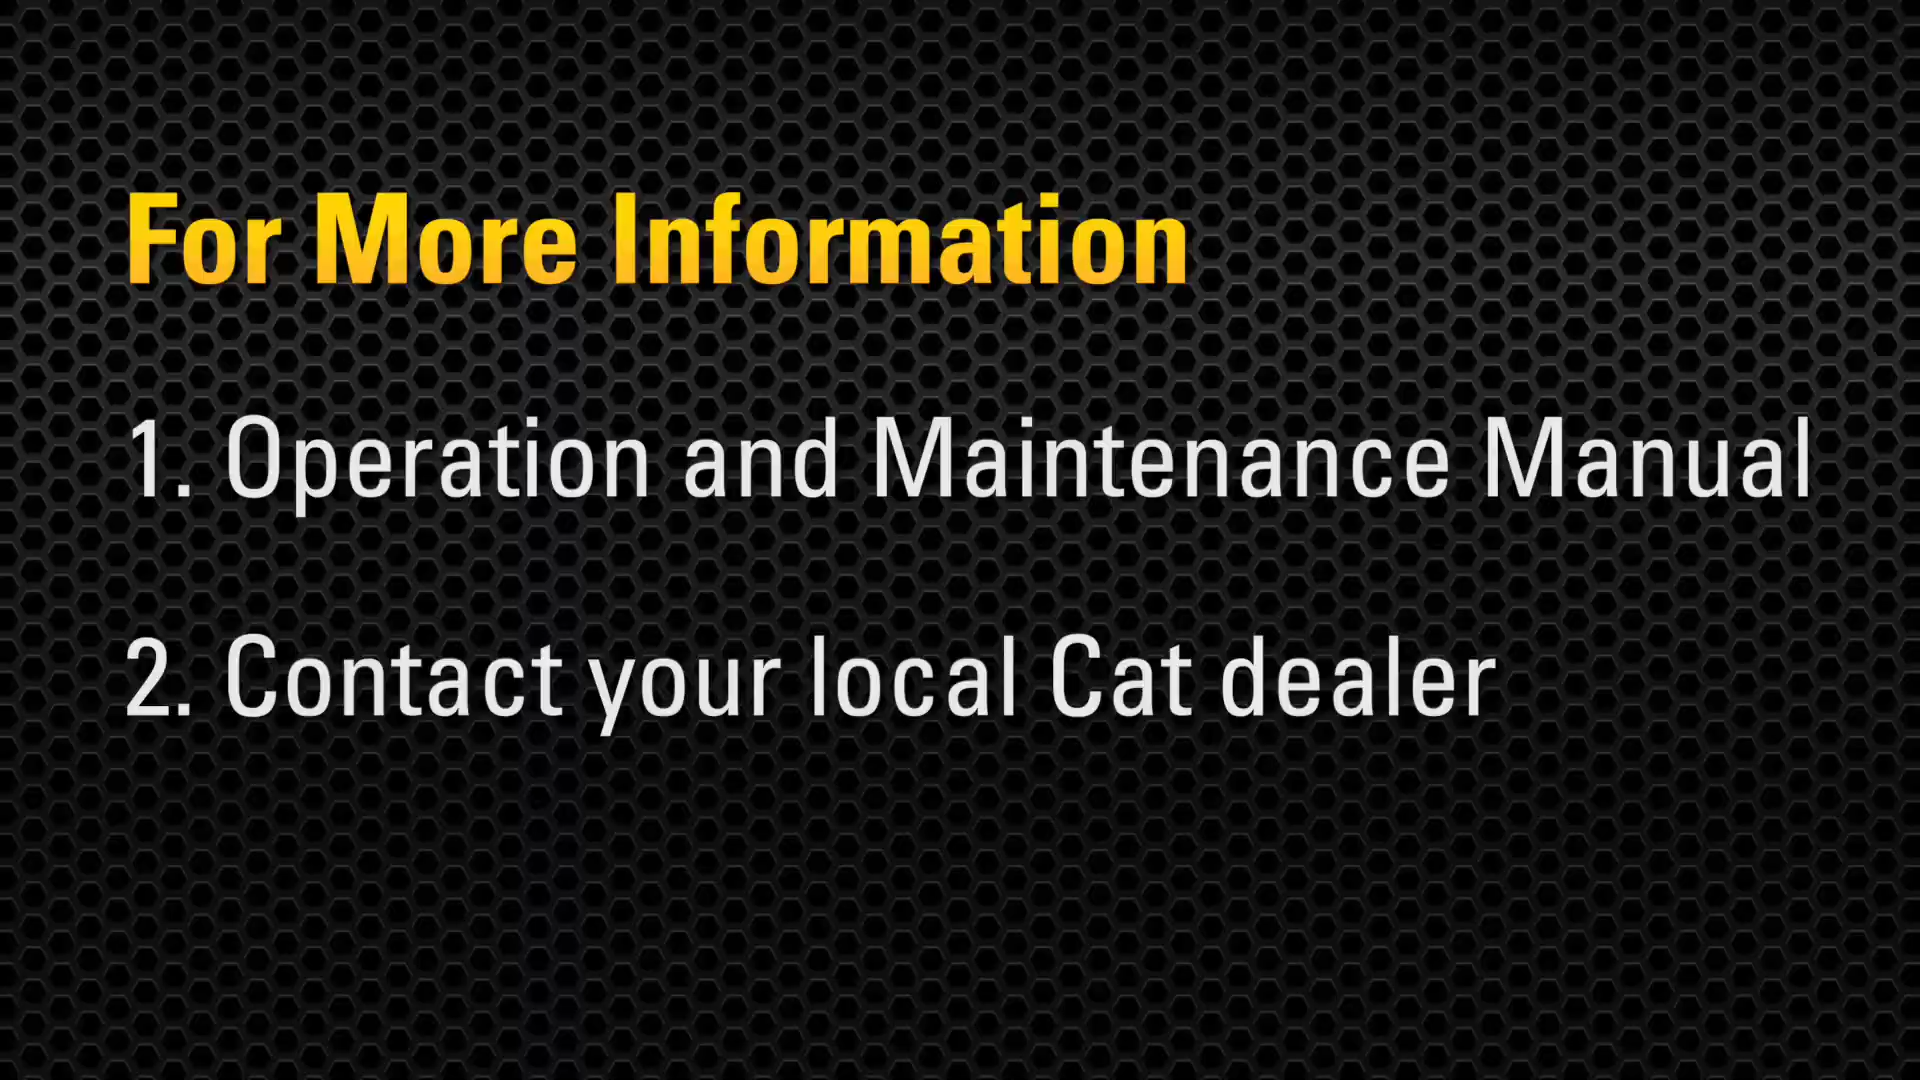 For More Information
1. Operation and Maintenance Manual
2. Contact your local Cat dealer